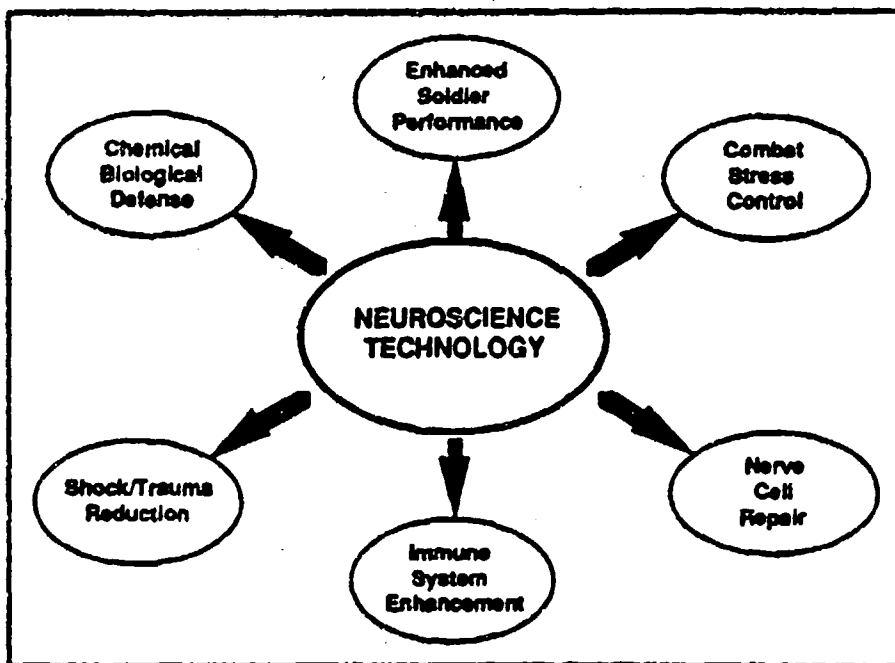 Enhanced
Soldier
Performance
Chemical
Biological
Defense
Combat
Stress
Control
NEUROSCIENCE
TECHNOLOGY
Shock/Trauma
Reduction
Nerve
Cell
Repair
Immune
System
Enhancement